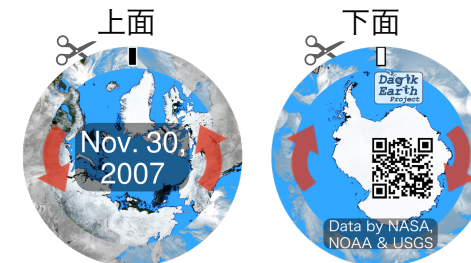 上面
下面
Nov. 30,
2007
Dagik
Earth
Project
Data by NASA,
NOAA & USGS